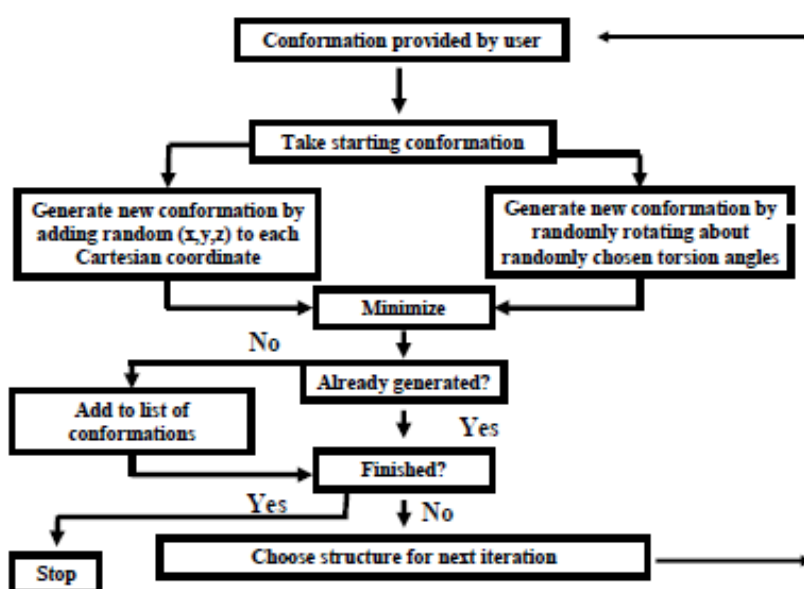 Conformation provided by user
Take starting conformation
Generate new conformation by
adding random (x,y,z) to each
Cartesian coordinate
Generate new conformation by
randomly rotating about
randomly chosen torsion angles
Minimize
No
Already generated?
Add to list of
conformations
Yes
Finished?
Yes
No
Choose structure for next iteration
Stop